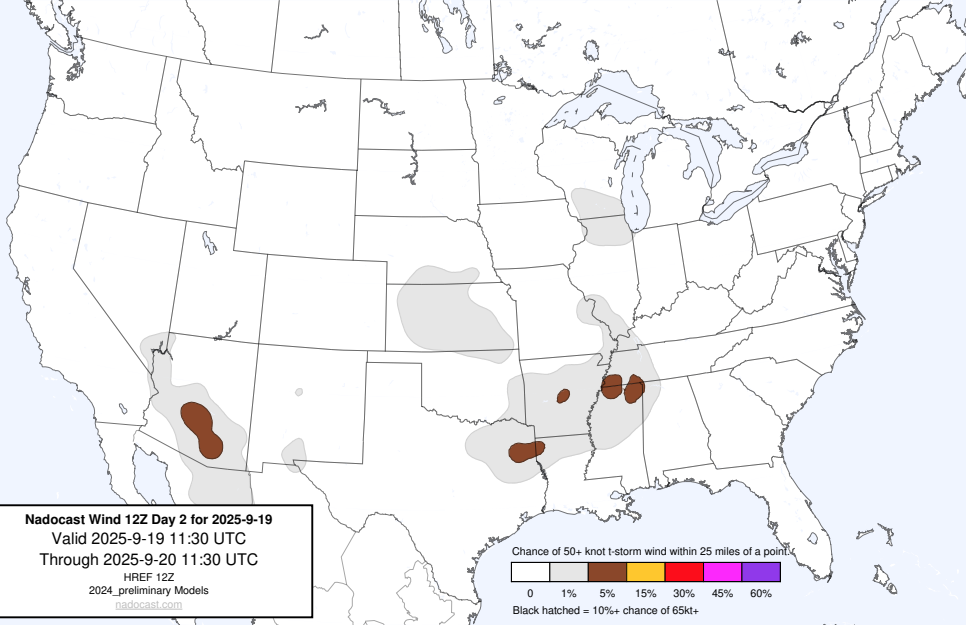 Nadocast Wind 12Z Day 2 for 2025-9-19
Valid 2025-9-19 11:30 UTC
Through 2025-9-20 11:30 UTC
HREF 12Z
2024_preliminary Models
nadocast.com
Chance of 50+ knot t-storm wind within 25 miles of a point.
0 1% 5% 15% 30% 45% 60%
Black hatched = 10%+ chance of 65kt+